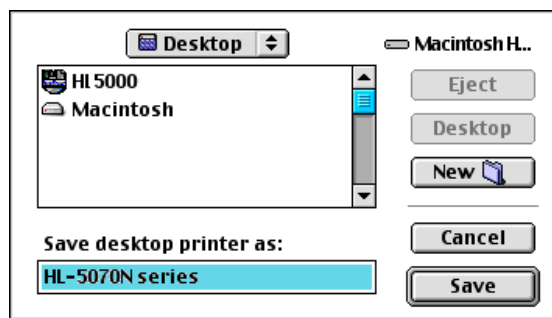 Desktop
Macintosh H...
HL5000
Macintosh
Eject
Desktop
New
Save desktop printer as:
HL-5070N series
Cancel
Save